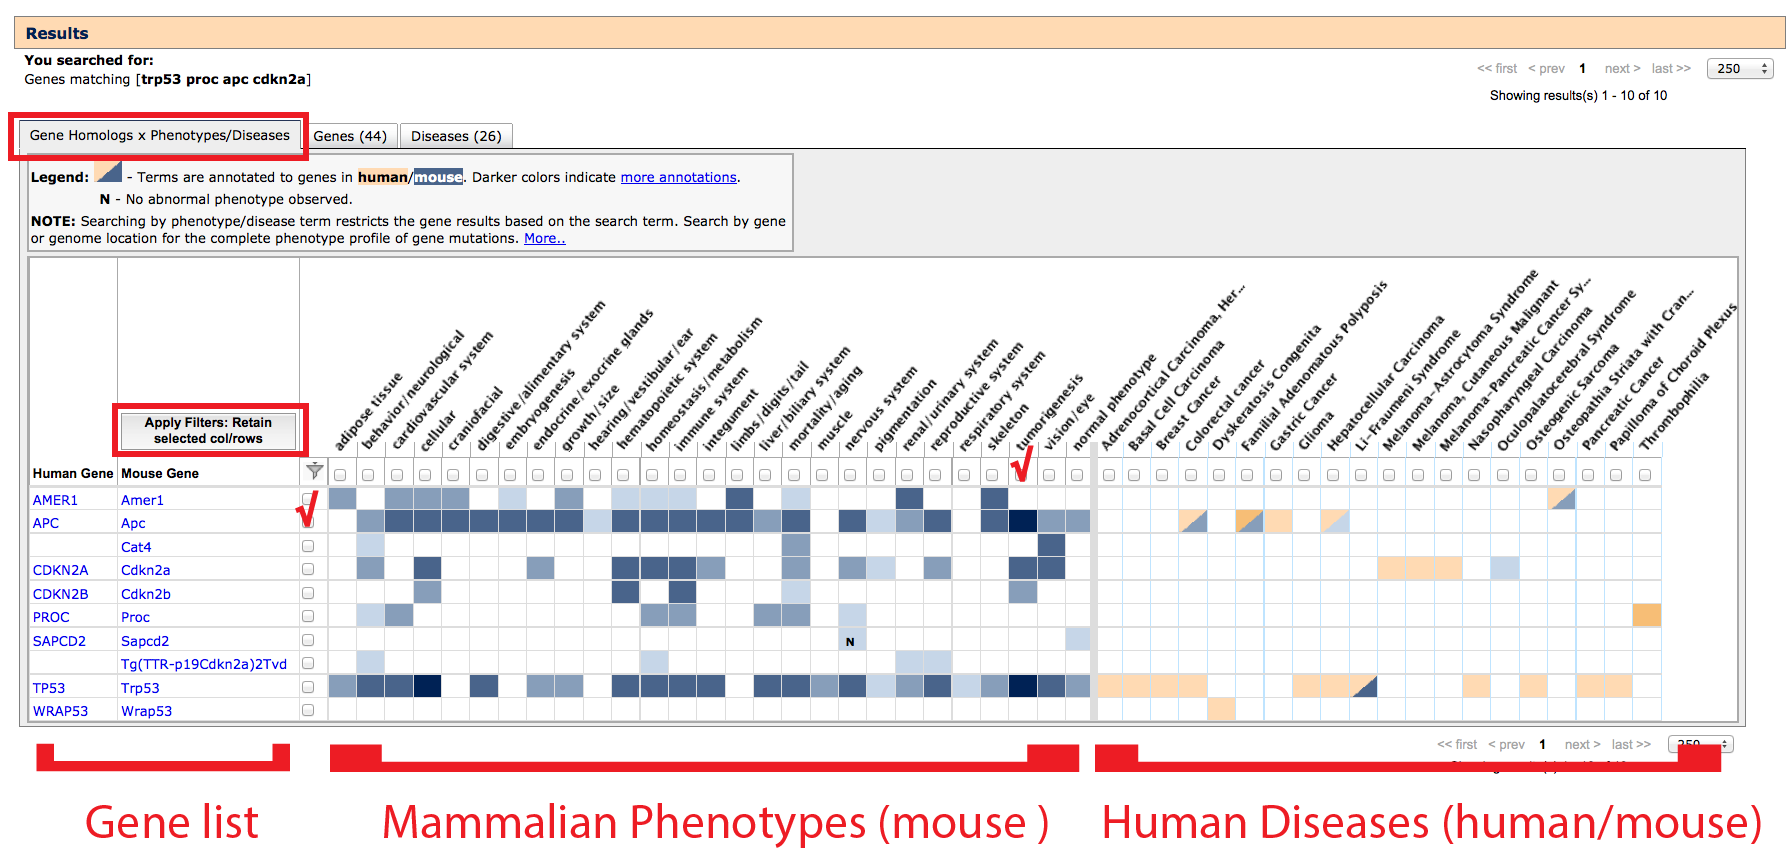 Results
You searched for:
Genes matching [trp53 proc apc cdkn2a]
<< first < prev 1 next > last >> 250
Showing results(s) 1 - 10 of 10
Gene Homologs x Phenotypes/Diseases
Genes (44)
Diseases (26)
Legend: - Terms are annotated to genes in human/mouse. Darker colors indicate more annotations.
N - No abnormal phenotype observed.
NOTE: Searching by phenotype/disease term restricts the gene results based on the search term. Search by gene
or genome location for the complete phenotype profile of gene mutations. More..
Apply Filters: Retain
selected col/rows
Human Gene Mouse Gene
adipose tissue
behavior/neurological
cardiovascular system
cellular
craniofacial
digestive/alimentary system
embryogenesis
endocrine/exocrine glands
growth/size
hearing/vestibular/ear
hematopoietic system
homeostasis/metabolism
immune system
integument
limbs/digits/tail
liver/biliary system
mortality/aging
muscle
nervous system
pigmentation
renal/urinary system
reproductive system
respiratory system
skeleton
tumorigenesis
vision/eye
normal phenotype
Adrenocortical Carcinoma, Her...
Basal Cell Carcinoma
Breast Cancer
Colorectal cancer
Dyskeratosis Congenita
Familial Adenomatous Polyposis
Gastric Cancer
Glioma
Hepatocellular Carcinoma
Li-Fraumeni Syndrome
Melanoma-Astrocytoma Syndrome
Melanoma, Cutaneous Malignant
Melanoma-Pancreatic Cancer Sy...
Nasopharyngeal Carcinoma
Oculopalatocerebral Syndrome
Osteogenic Sarcoma
Osteopathia Striata with Cran...
Pancreatic Cancer
Papilloma of Choroid Plexus
Thrombophilia
AMER1 Amer1
APC Apc
Cat4
CDKN2A Cdkn2a
CDKN2B Cdkn2b
PROC Proc
SAPCD2 Sapcd2 N
Tg(TTR-p19Cdkn2a)2Tvd
TP53 Trp53
WRAP53 Wrap53
<< first < prev 1 next > last >> 250
Gene list
Mammalian Phenotypes (mouse )
Human Diseases (human/mouse)